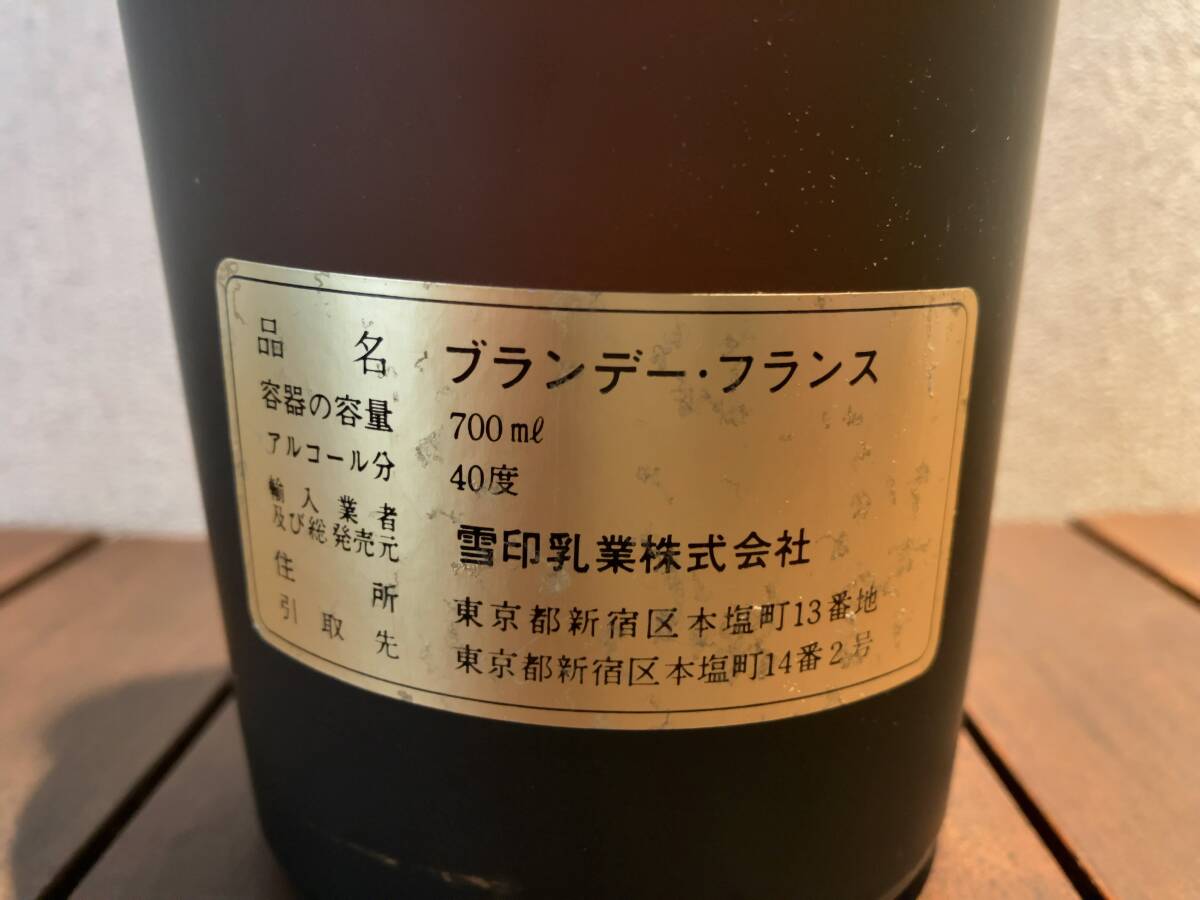 品名 ブランデー・フランス
容器の容量 700㎖
アルコール分 40度
輸入業者
及び総発売元 雪印乳業株式会社
住所 東京都新宿区本塩町13番地
引取先 東京都新宿区本塩町14番2号